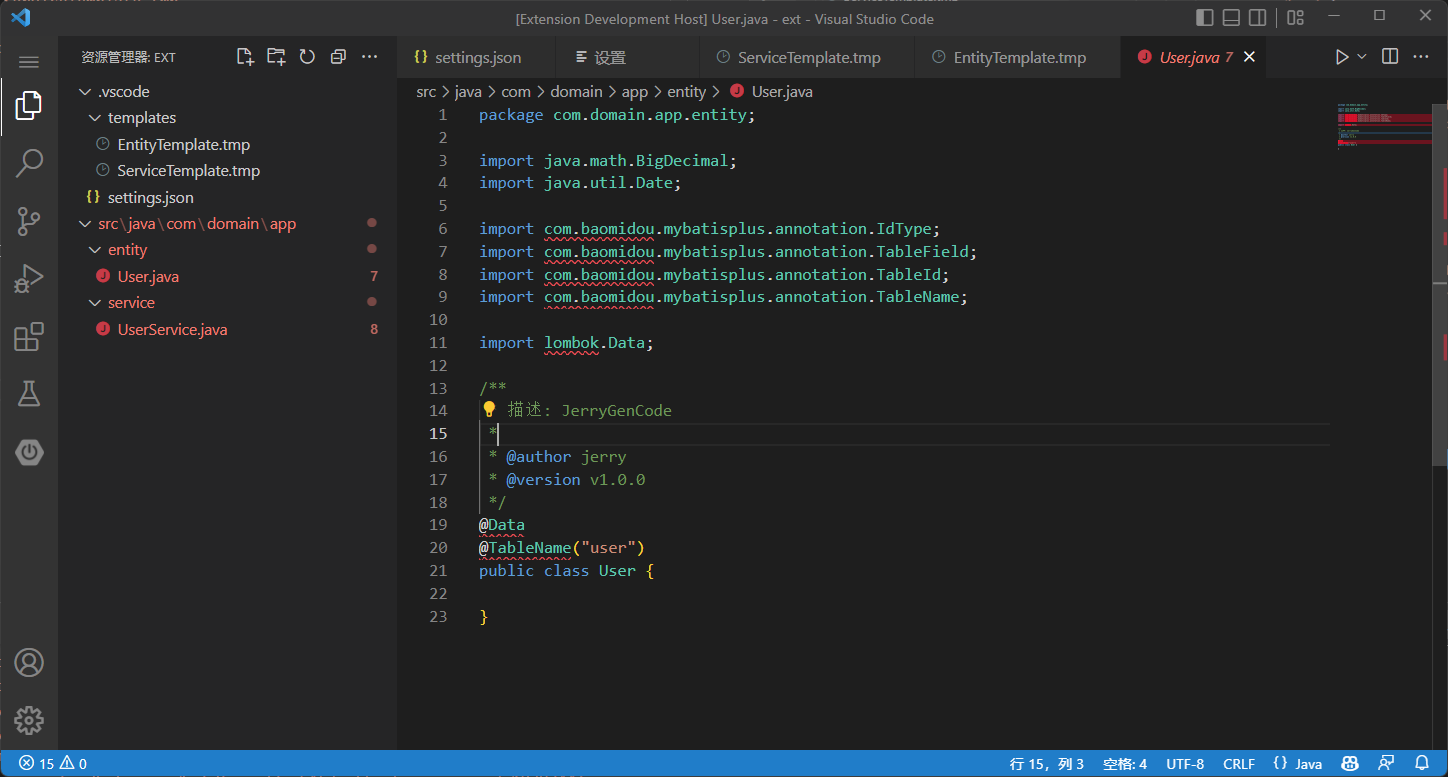 [Extension Development Host] User.java - ext - Visual Studio Code
资源管理器: EXT
.vscode
templates
EntityTemplate.tmp
ServiceTemplate.tmp
{} settings.json
src\java\com\domain\app
entity
J User.java 7
service
J UserService.java 8
{} settings.json 设置 ServiceTemplate.tmp EntityTemplate.tmp J User.java 7
src > java > com > domain > app > entity > J User.java
1 package com.domain.app.entity;
2
3 import java.math.BigDecimal;
4 import java.util.Date;
5
6 import com.baomidou.mybatisplus.annotation.IdType;
7 import com.baomidou.mybatisplus.annotation.TableField;
8 import com.baomidou.mybatisplus.annotation.TableId;
9 import com.baomidou.mybatisplus.annotation.TableName;
10
11 import lombok.Data;
12
13 /**
14 描述: JerryGenCode
15 *
16 * @author jerry
17 * @version v1.0.0
18 */
19 @Data
20 @TableName("user")
21 public class User {
22
23 }
15 0 行 15，列 3 空格: 4 UTF-8 CRLF {} Java